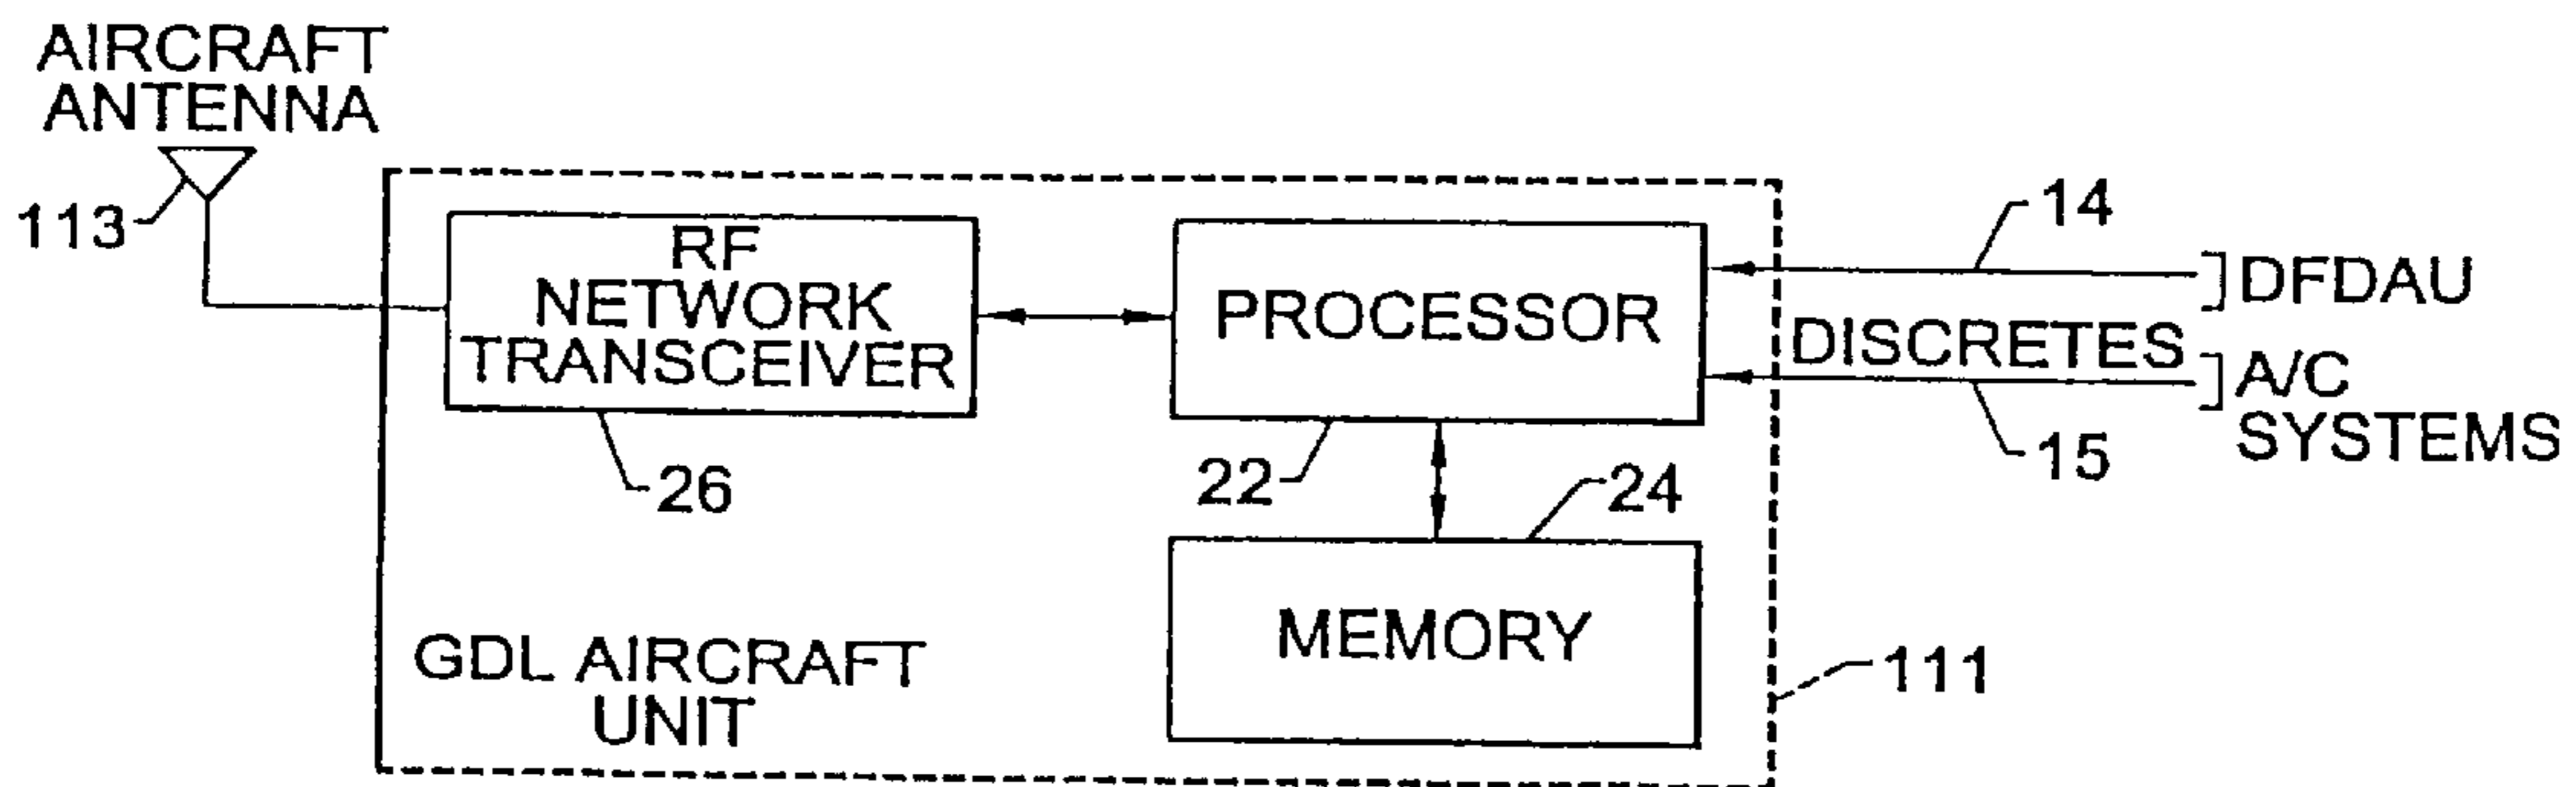 AIRCRAFT
ANTENNA
113
RF
NETWORK
TRANSCEIVER
26
PROCESSOR
22
14
DFDAU
DISCRETES
A/C
SYSTEMS
15
24
MEMORY
GDL AIRCRAFT
UNIT
111